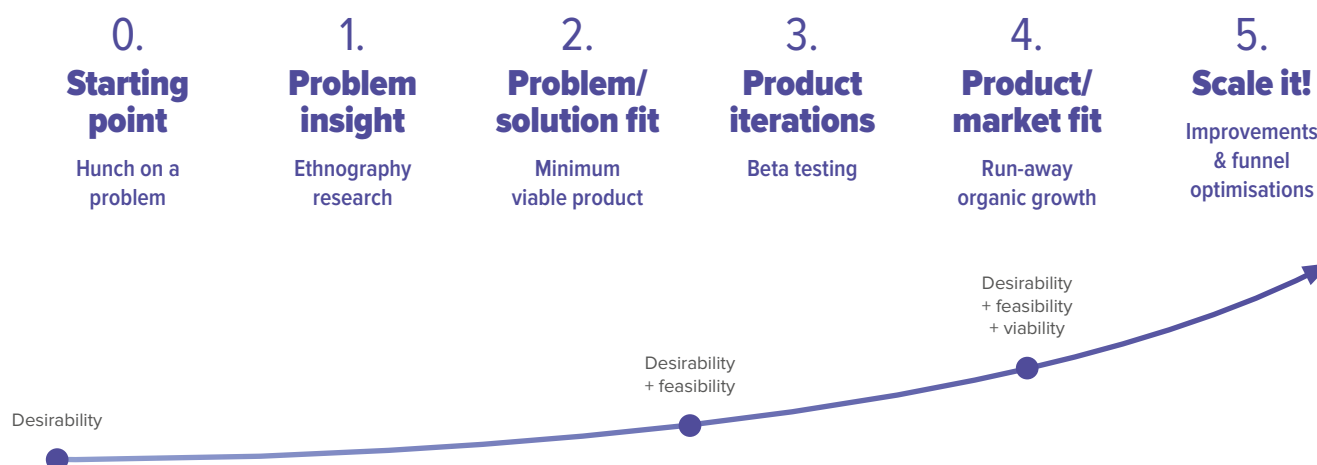 0.
Starting
point
Hunch on a
problem
1.
Problem
insight
Ethnography
research
2.
Problem/
solution fit
Minimum
viable product
3.
Product
iterations
Beta testing
4.
Product/
market fit
Run-away
organic growth
5.
Scale it!
Improvements
& funnel
optimisations
Desirability
Desirability
+ feasibility
Desirability
+ feasibility
+ viability